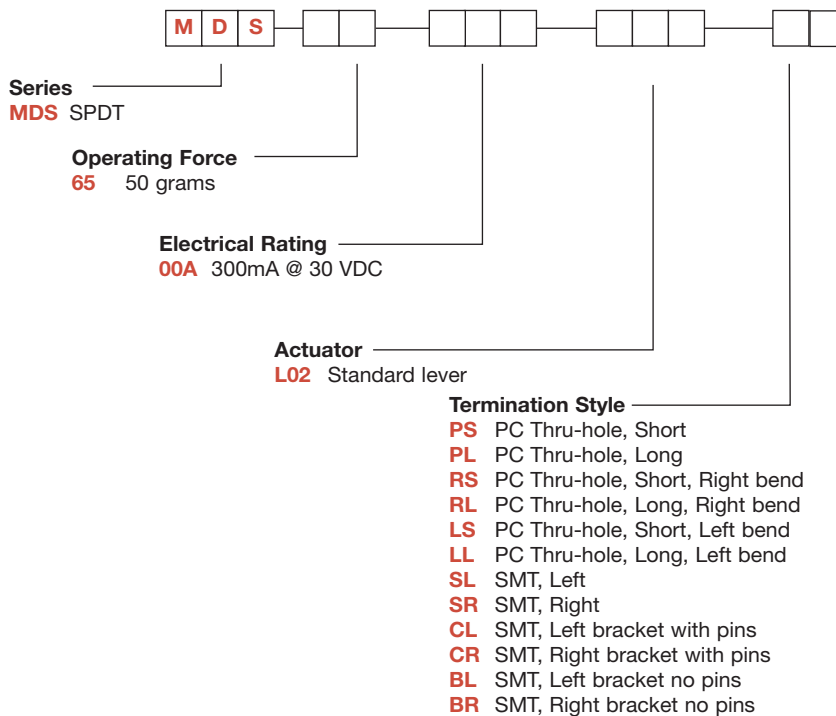 M D S
Series
MDS SPDT
Operating Force
65 50 grams
Electrical Rating
00A 300mA @ 30 VDC
Actuator
L02 Standard lever
Termination Style
PS PC Thru-hole, Short
PL PC Thru-hole, Long
RS PC Thru-hole, Short, Right bend
RL PC Thru-hole, Long, Right bend
LS PC Thru-hole, Short, Left bend
LL PC Thru-hole, Long, Left bend
SL SMT, Left
SR SMT, Right
CL SMT, Left bracket with pins
CR SMT, Right bracket with pins
BL SMT, Left bracket no pins
BR SMT, Right bracket no pins